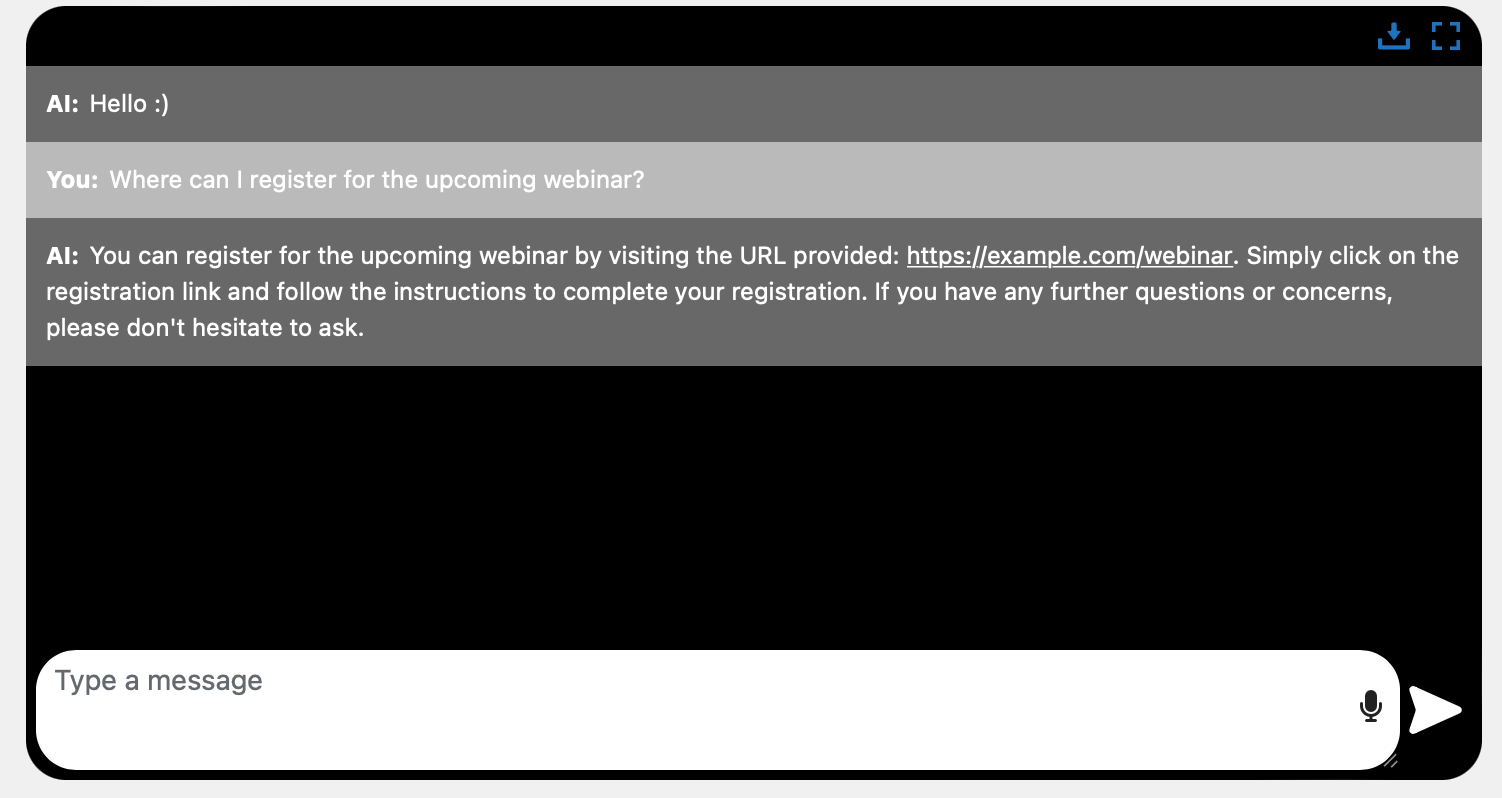 AI: Hello :)
You: Where can I register for the upcoming webinar?
AI: You can register for the upcoming webinar by visiting the URL provided: https://example.com/webinar. Simply click on the
registration link and follow the instructions to complete your registration. If you have any further questions or concerns,
please don't hesitate to ask.
Type a message